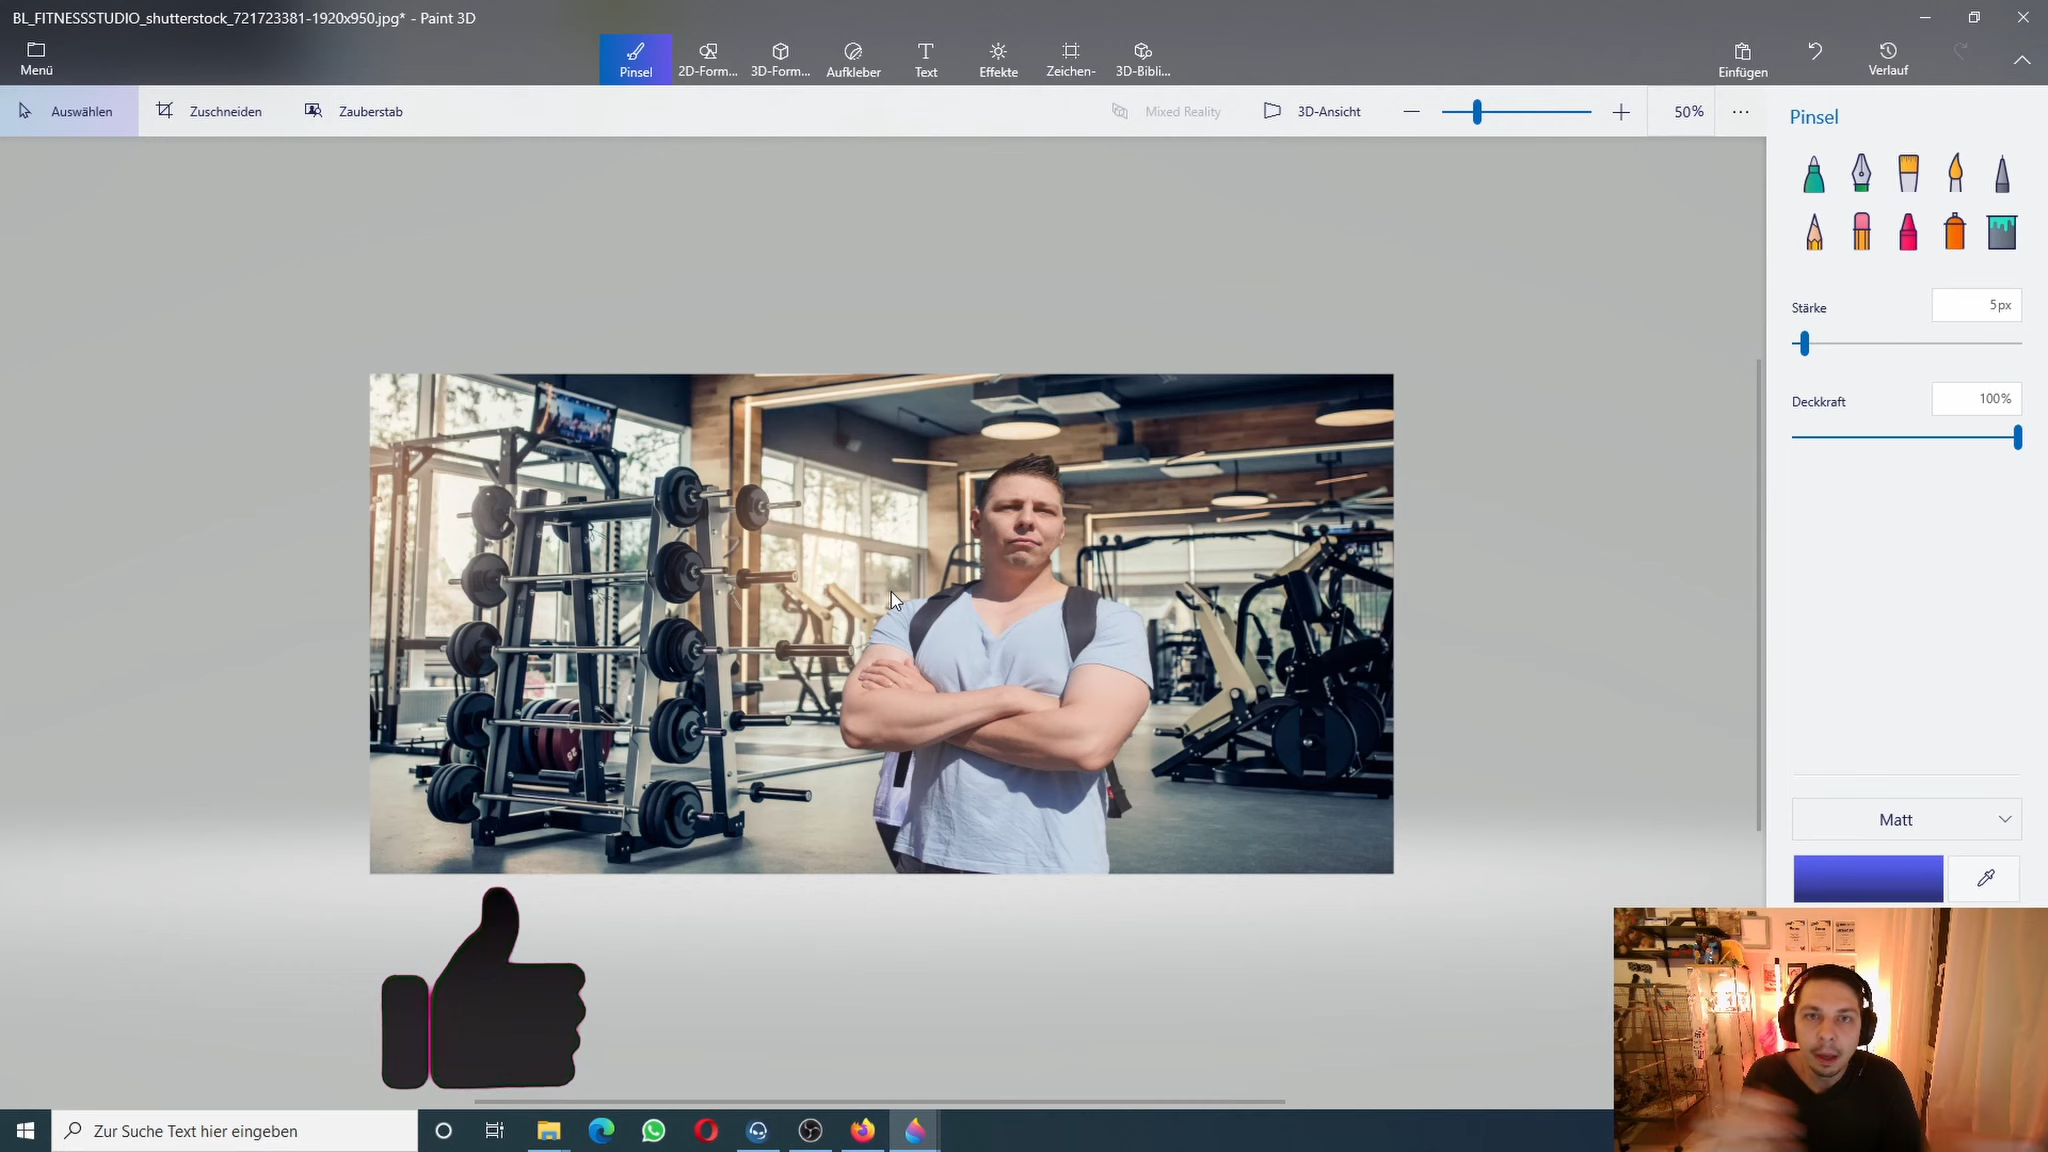 BL_FITNESSSTUDIO_shutterstock_721723381-1920x950.jpg* - Paint 3D
Menü
Pinsel
2D-Form...
3D-Form...
Aufkleber
Text
Effekte
Zeichen-
3D-Bibli...
Einfügen
Verlauf
Auswählen
Zuschneiden
Zauberstab
Mixed Reality
3D-Ansicht
50%
Pinsel
Stärke
5px
Deckkraft
100%
Matt
Zur Suche Text hier eingeben